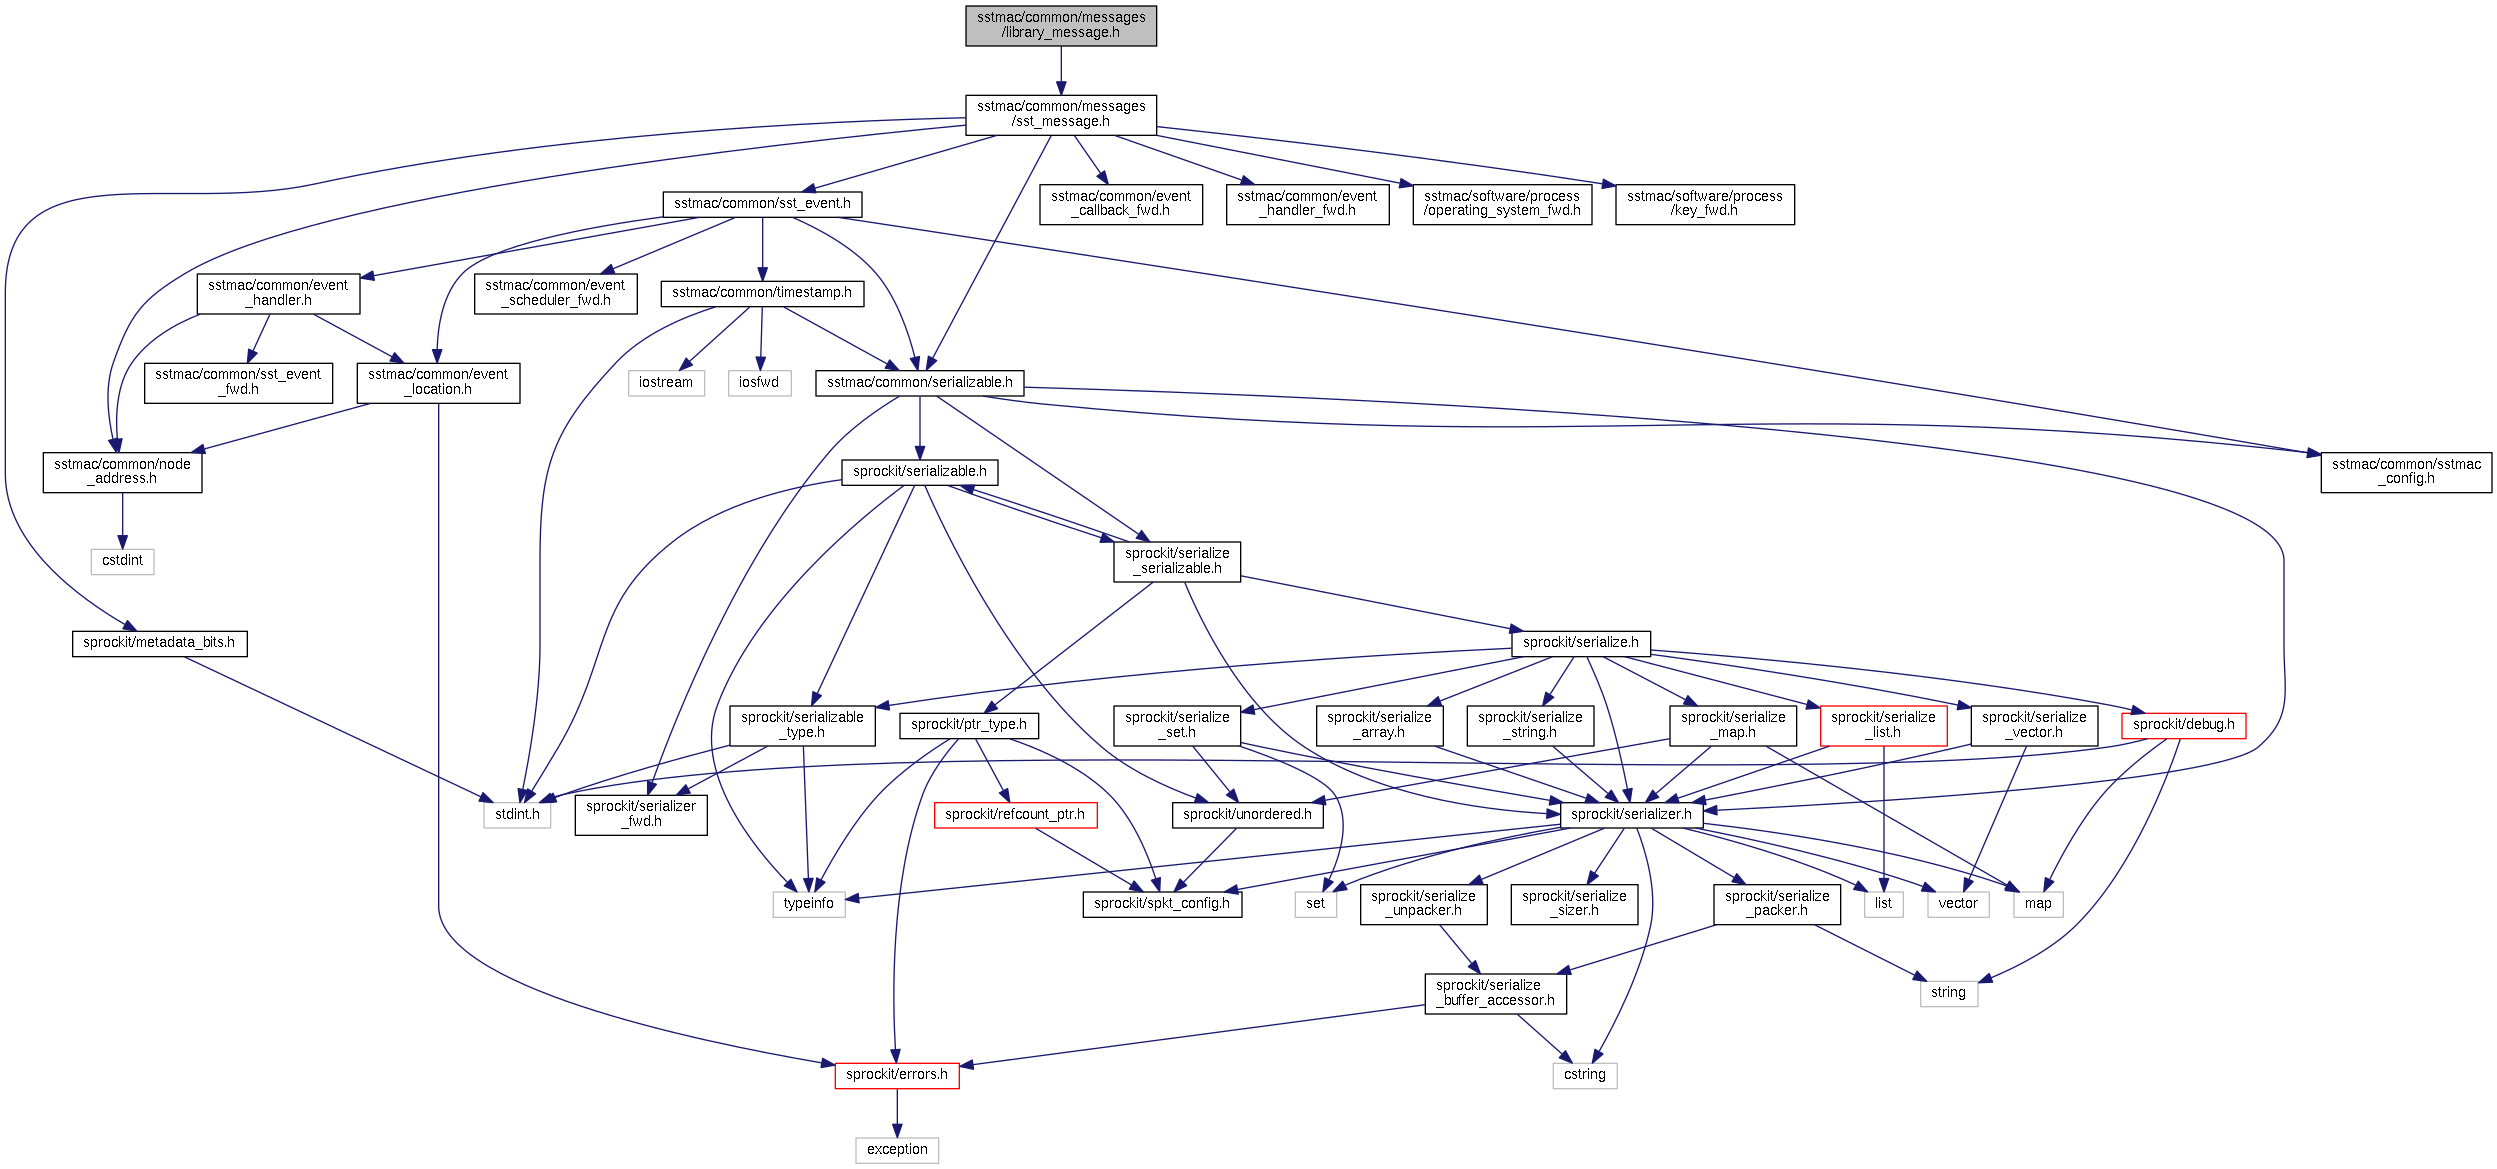 sstmac/common/messages
/library_message.h
sstmac/common/messages
/sst_message.h
sstmac/common/sst_event.h
sstmac/common/event
_callback_fwd.h
sstmac/common/event
_handler_fwd.h
sstmac/software/process
/operating_system_fwd.h
sstmac/software/process
/key_fwd.h
sstmac/common/event
_handler.h
sstmac/common/event
_scheduler_fwd.h
sstmac/common/timestamp.h
sstmac/common/sst_event
_fwd.h
sstmac/common/event
_location.h
iostream
iosfwd
sstmac/common/serializable.h
sstmac/common/node
_address.h
sprockit/serializable.h
sstmac/common/sstmac
_config.h
cstdint
sprockit/serialize
_serializable.h
sprockit/metadata_bits.h
sprockit/serialize.h
sprockit/serializable
_type.h
sprockit/ptr_type.h
sprockit/serialize
_set.h
sprockit/serialize
_array.h
sprockit/serialize
_string.h
sprockit/serialize
_map.h
sprockit/serialize
_list.h
sprockit/serialize
_vector.h
sprockit/debug.h
stdint.h
sprockit/serializer
_fwd.h
sprockit/refcount_ptr.h
sprockit/unordered.h
sprockit/serializer.h
typeinfo
sprockit/spkt_config.h
set
sprockit/serialize
_unpacker.h
sprockit/serialize
_sizer.h
sprockit/serialize
_packer.h
list
vector
map
sprockit/serialize
_buffer_accessor.h
string
sprockit/errors.h
cstring
exception